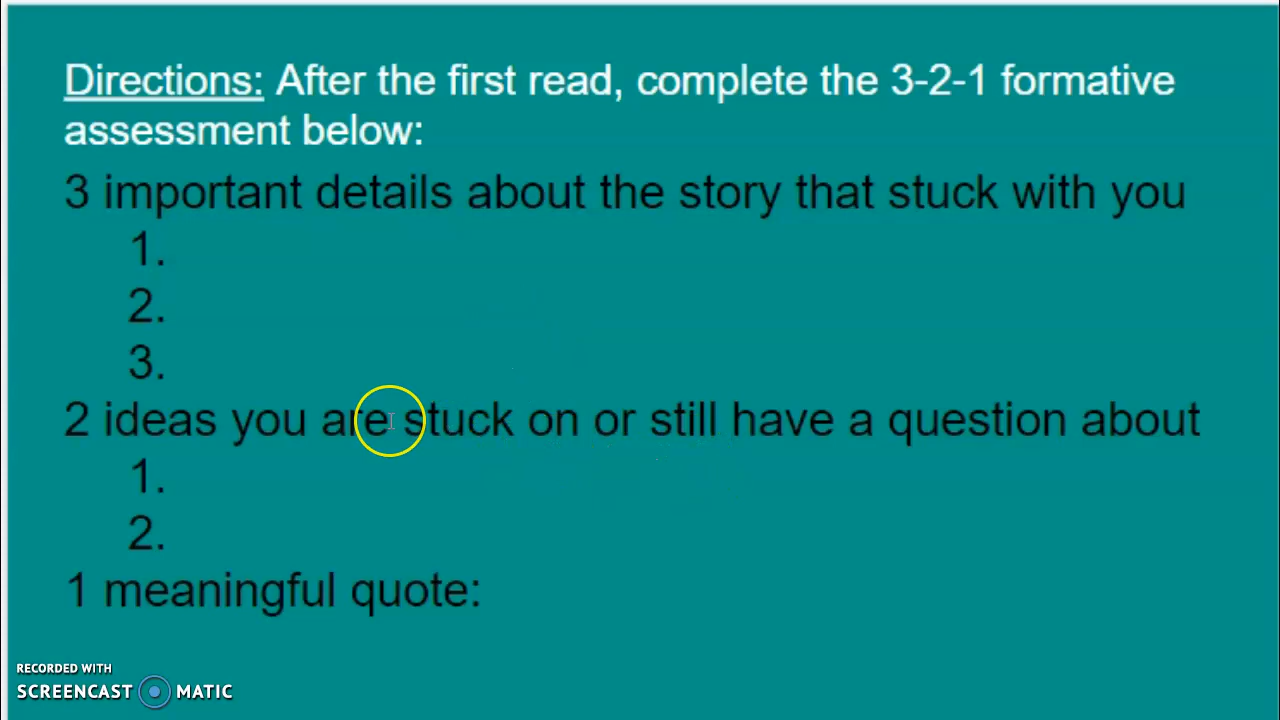 Directions: After the first read, complete the 3-2-1 formative
assessment below:
3 important details about the story that stuck with you
1.
2.
3.
2 ideas you are stuck on or still have a question about
1.
2.
1 meaningful quote:
RECORDED WITH
SCREENCAST MATIC